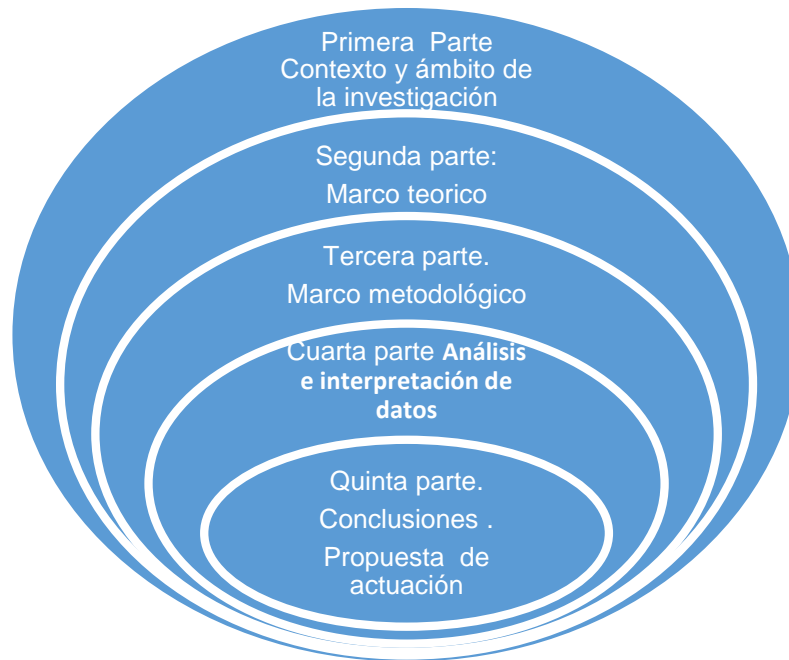 Primera Parte
Contexto y ámbito de
la investigación
Segunda parte:
Marco teorico
Tercera parte.
Marco metodológico
Cuarta parte Análisis
e interpretación de
datos
Quinta parte.
Conclusiones .
Propuesta de
actuación